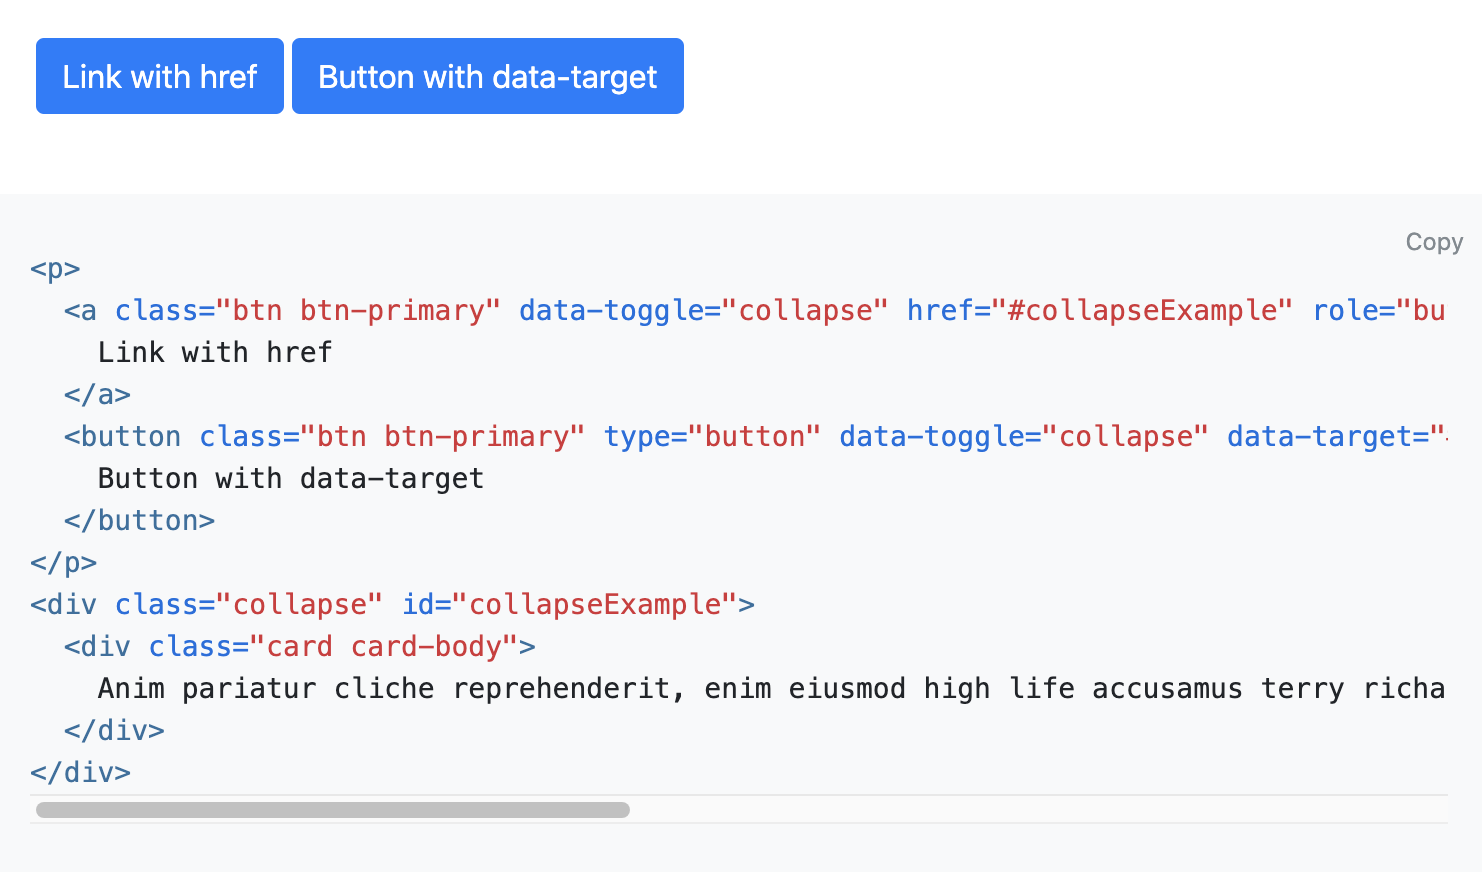 Link with href Button with data-target
Copy
<p>
  <a class="btn btn-primary" data-toggle="collapse" href="#collapseExample" role="bu
    Link with href
  </a>
  <button class="btn btn-primary" type="button" data-toggle="collapse" data-target="
    Button with data-target
  </button>
</p>
<div class="collapse" id="collapseExample">
  <div class="card card-body">
    Anim pariatur cliche reprehenderit, enim eiusmod high life accusamus terry richa
  </div>
</div>